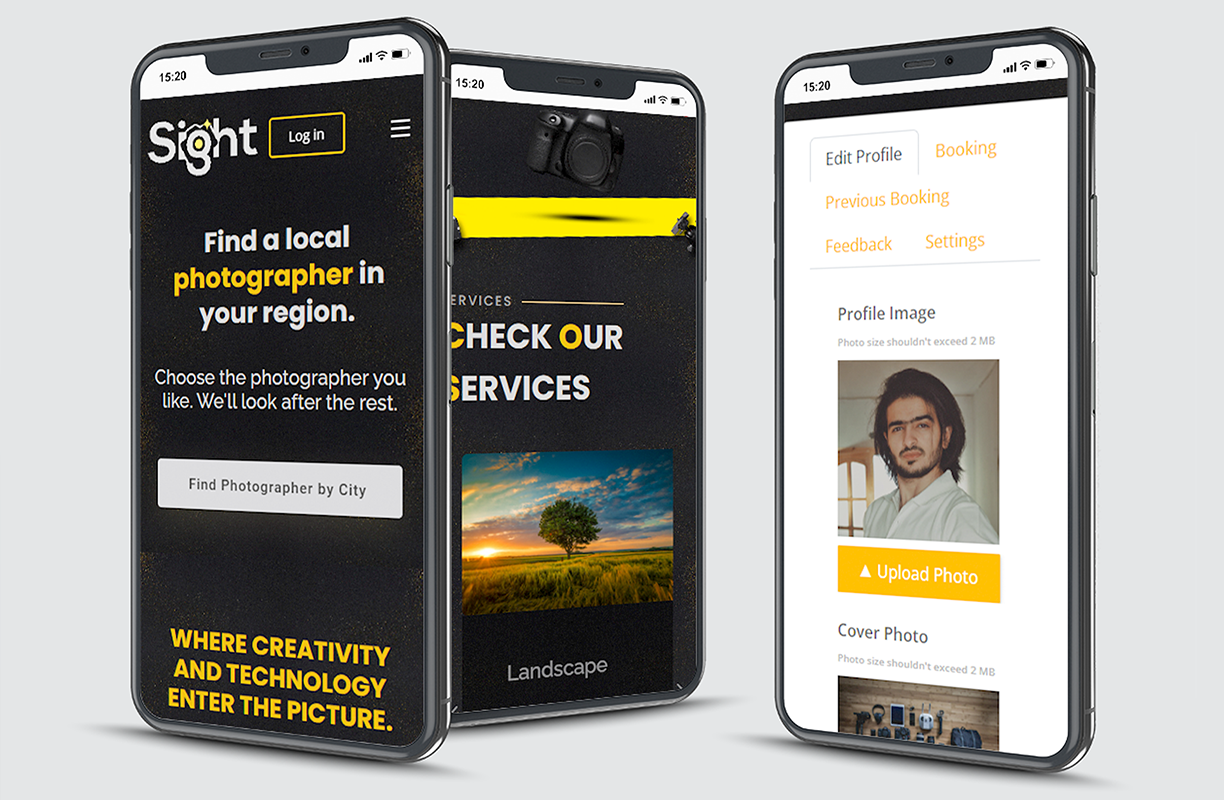 15:20
Sight
Log in
Find a local
photographer in
your region.
Choose the photographer you
like. We'll look after the rest.
Find Photographer by City
WHERE CREATIVITY
AND TECHNOLOGY
ENTER THE PICTURE.
15:20
ERVICES
CHECK OUR
SERVICES
Landscape
15:20
Edit Profile
Booking
Previous Booking
Feedback
Settings
Profile Image
Photo size shouldn't exceed 2 MB
Upload Photo
Cover Photo
Photo size shouldn't exceed 2 MB